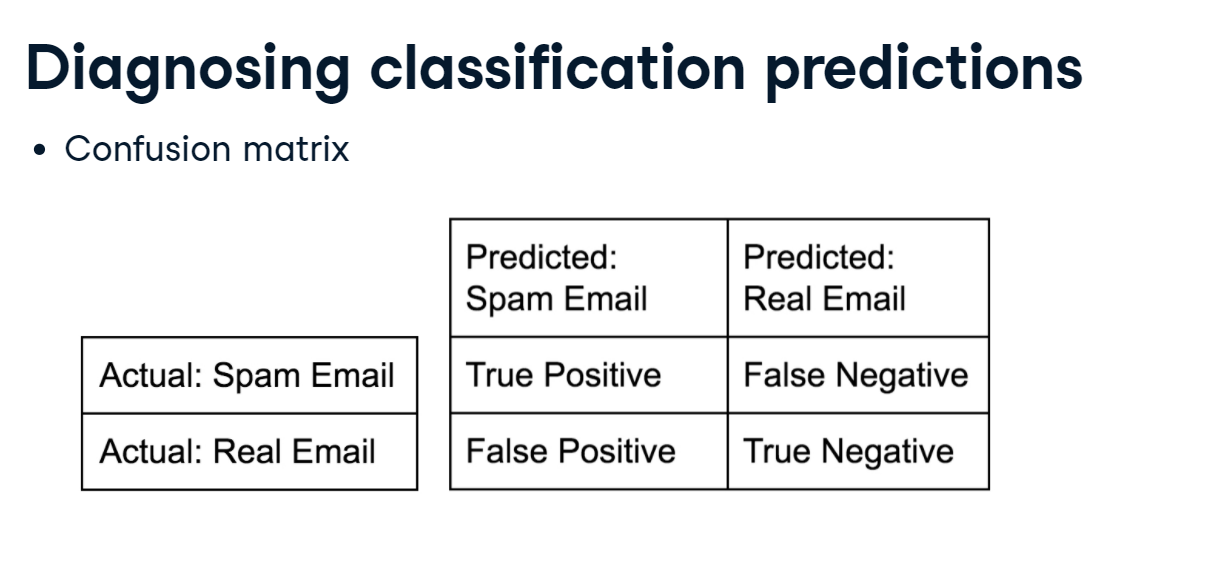 Diagnosing classification predictions
• Confusion matrix
Predicted: Predicted:
Spam Email Real Email
Actual: Spam Email True Positive False Negative
Actual: Real Email False Positive True Negative